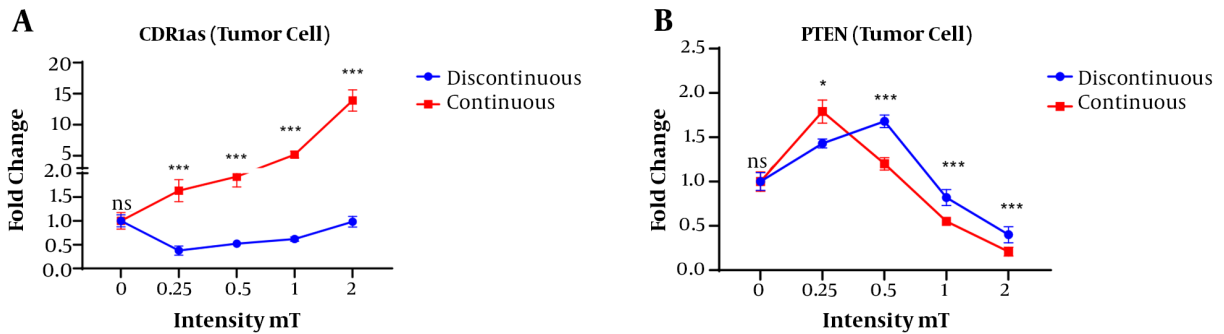 A
CDR1as (Tumor Cell)
Fold Change
20
15
10
5
2.0
1.5
1.0
0.5
0.0
ns
***
***
***
***
0
0.25
0.5
1
2
Intensity mT
Discontinuous
Continuous
B
PTEN (Tumor Cell)
Fold Change
2.5
2.0
1.5
1.0
0.5
0.0
ns
*
***
***
***
0
0.25
0.5
1
2
Intensity mT
Discontinuous
Continuous